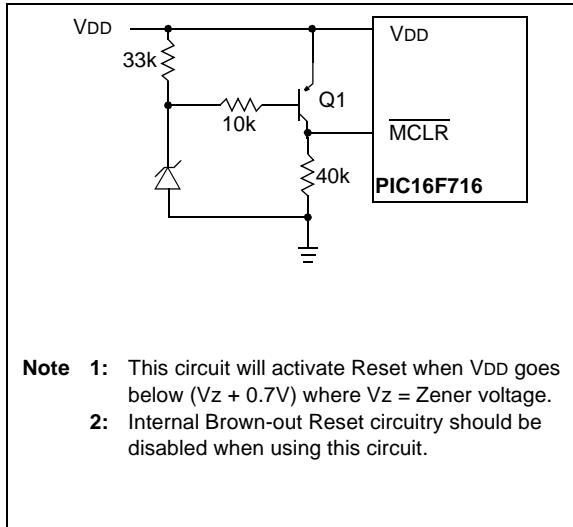 VDD
VDD
33k
Q1
10k
MCLR
40k
PIC16F716
Note 1: This circuit will activate Reset when VDD goes
below (Vz + 0.7V) where Vz = Zener voltage.
2: Internal Brown-out Reset circuitry should be
disabled when using this circuit.